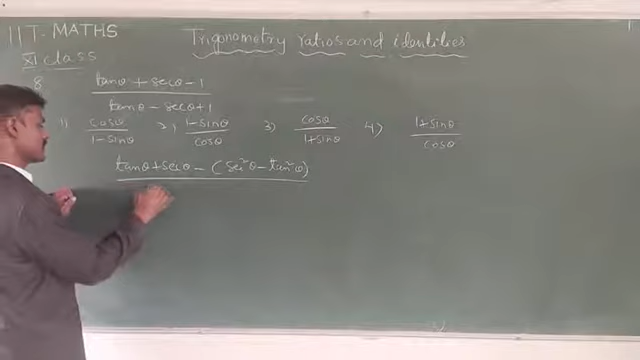 IIT. MATHS
Trigonometry ratios and identities
XI class
8 tanθ + secθ - 1 / tanθ - secθ + 1
1) cosθ / 1 - sinθ 2) 1 - sinθ / cosθ 3) cosθ / 1 + sinθ 4) 1 + sinθ / cosθ
tanθ + secθ - (sec²θ - tan²θ)